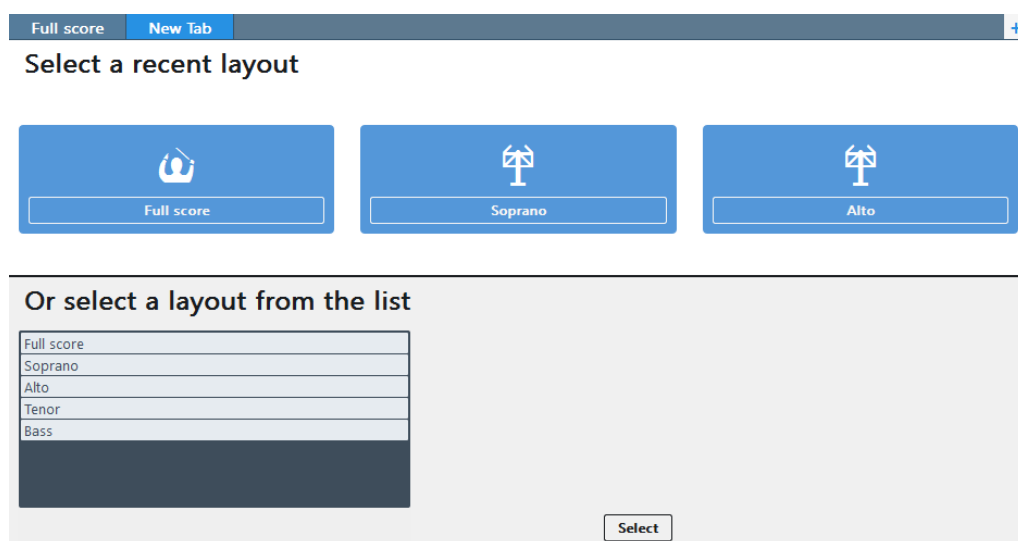 Full score New Tab +
Select a recent layout
Full score Soprano Alto
Or select a layout from the list
Full score
Soprano
Alto
Tenor
Bass
Select